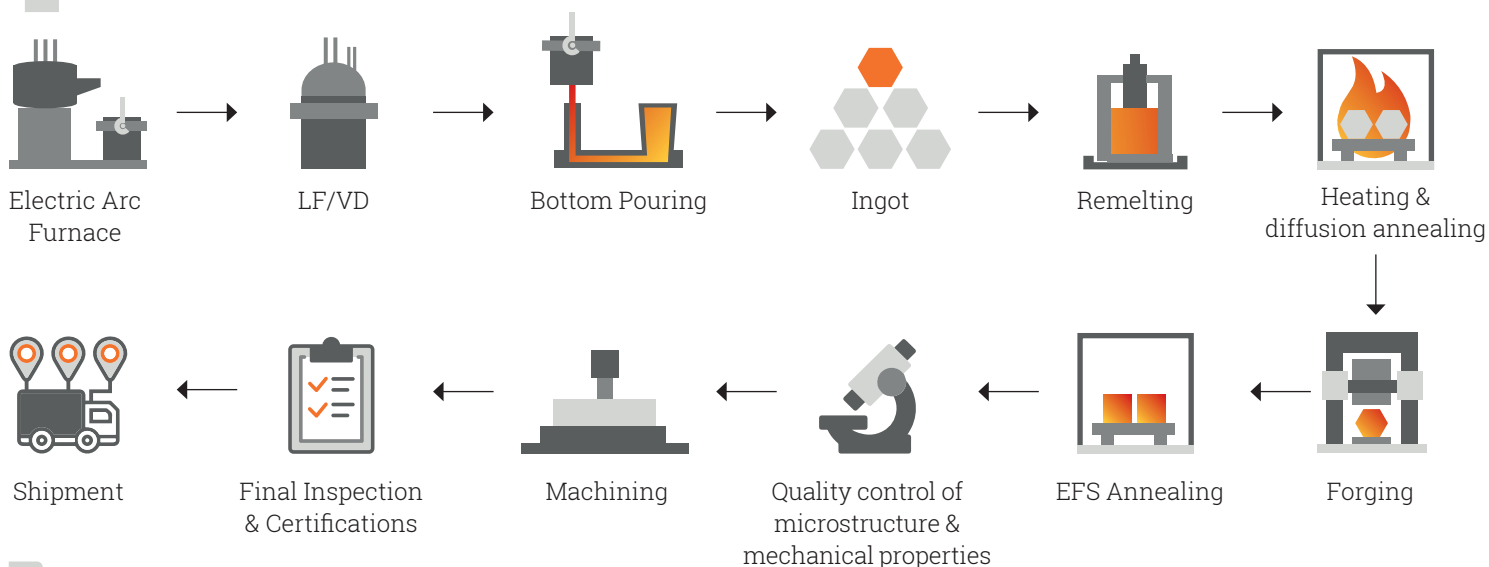 Electric Arc
Furnace
LF/VD
Bottom Pouring
Ingot
Remelting
Heating &
diffusion annealing
Forging
EFS Annealing
Quality control of
microstructure &
mechanical properties
Machining
Final Inspection
& Certifications
Shipment